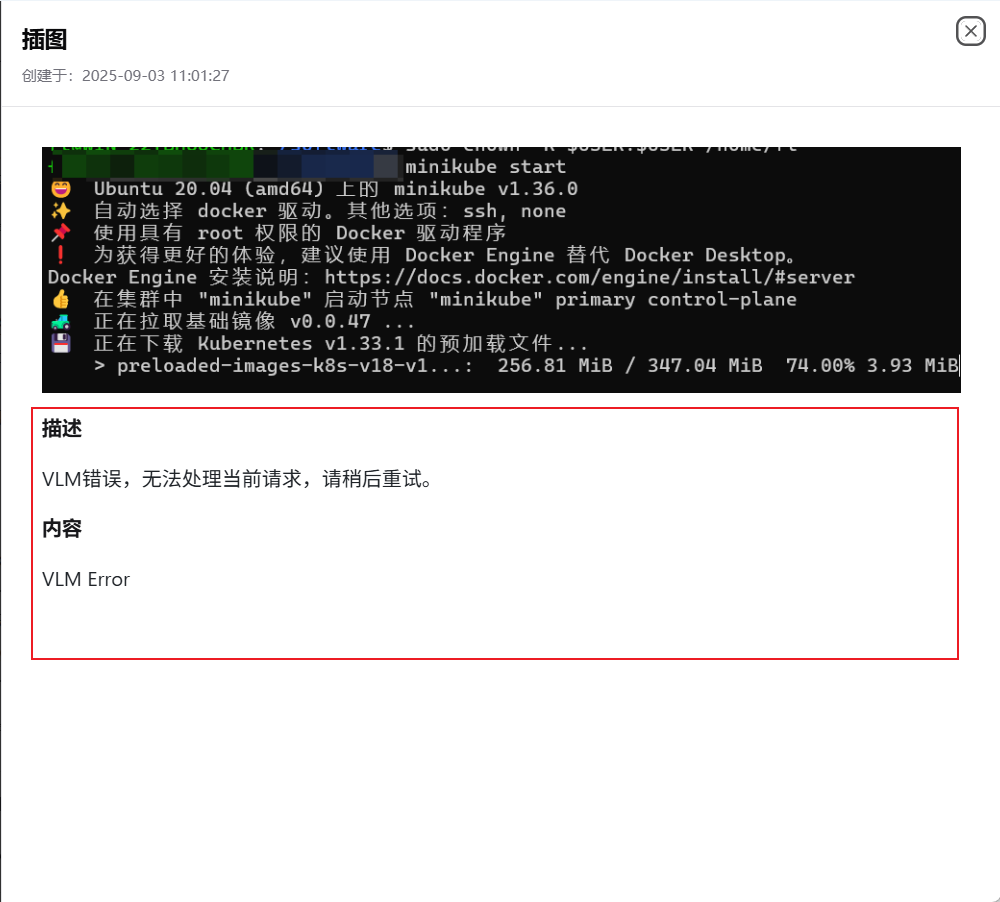 插图
创建于：2025-09-03 11:01:27
minikube start
Ubuntu 20.04 (amd64) 上的 minikube v1.36.0
自动选择 docker 驱动。其他选项：ssh, none
使用具有 root 权限的 Docker 驱动程序
为获得更好的体验，建议使用 Docker Engine 替代 Docker Desktop。
Docker Engine 安装说明：https://docs.docker.com/engine/install/#server
在集群中 "minikube" 启动节点 "minikube" primary control-plane
正在拉取基础镜像 v0.0.47 ...
正在下载 Kubernetes v1.33.1 的预加载文件...
> preloaded-images-k8s-v18-v1...: 256.81 MiB / 347.04 MiB 74.00% 3.93 MiB
描述
VLM错误，无法处理当前请求，请稍后重试。
内容
VLM Error